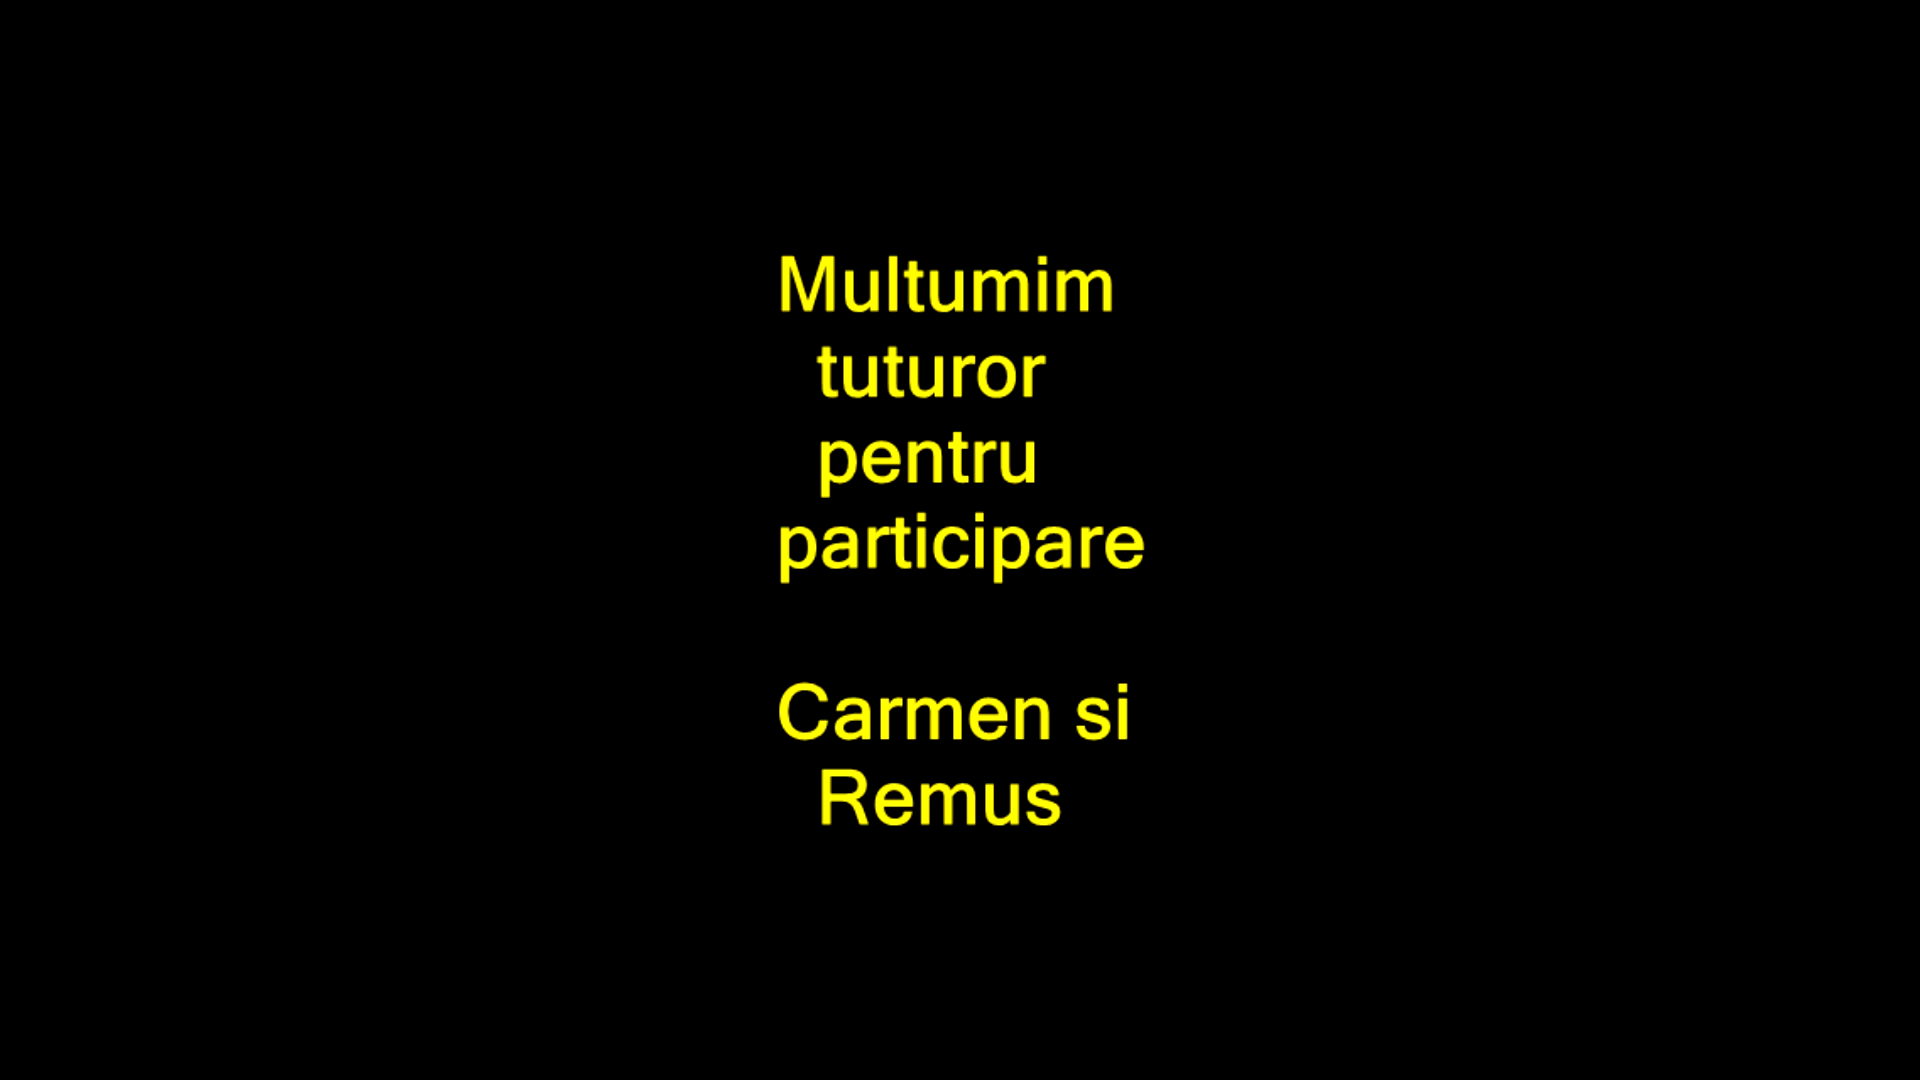 Multumim
tuturor
pentru
participare
Carmen si
Remus